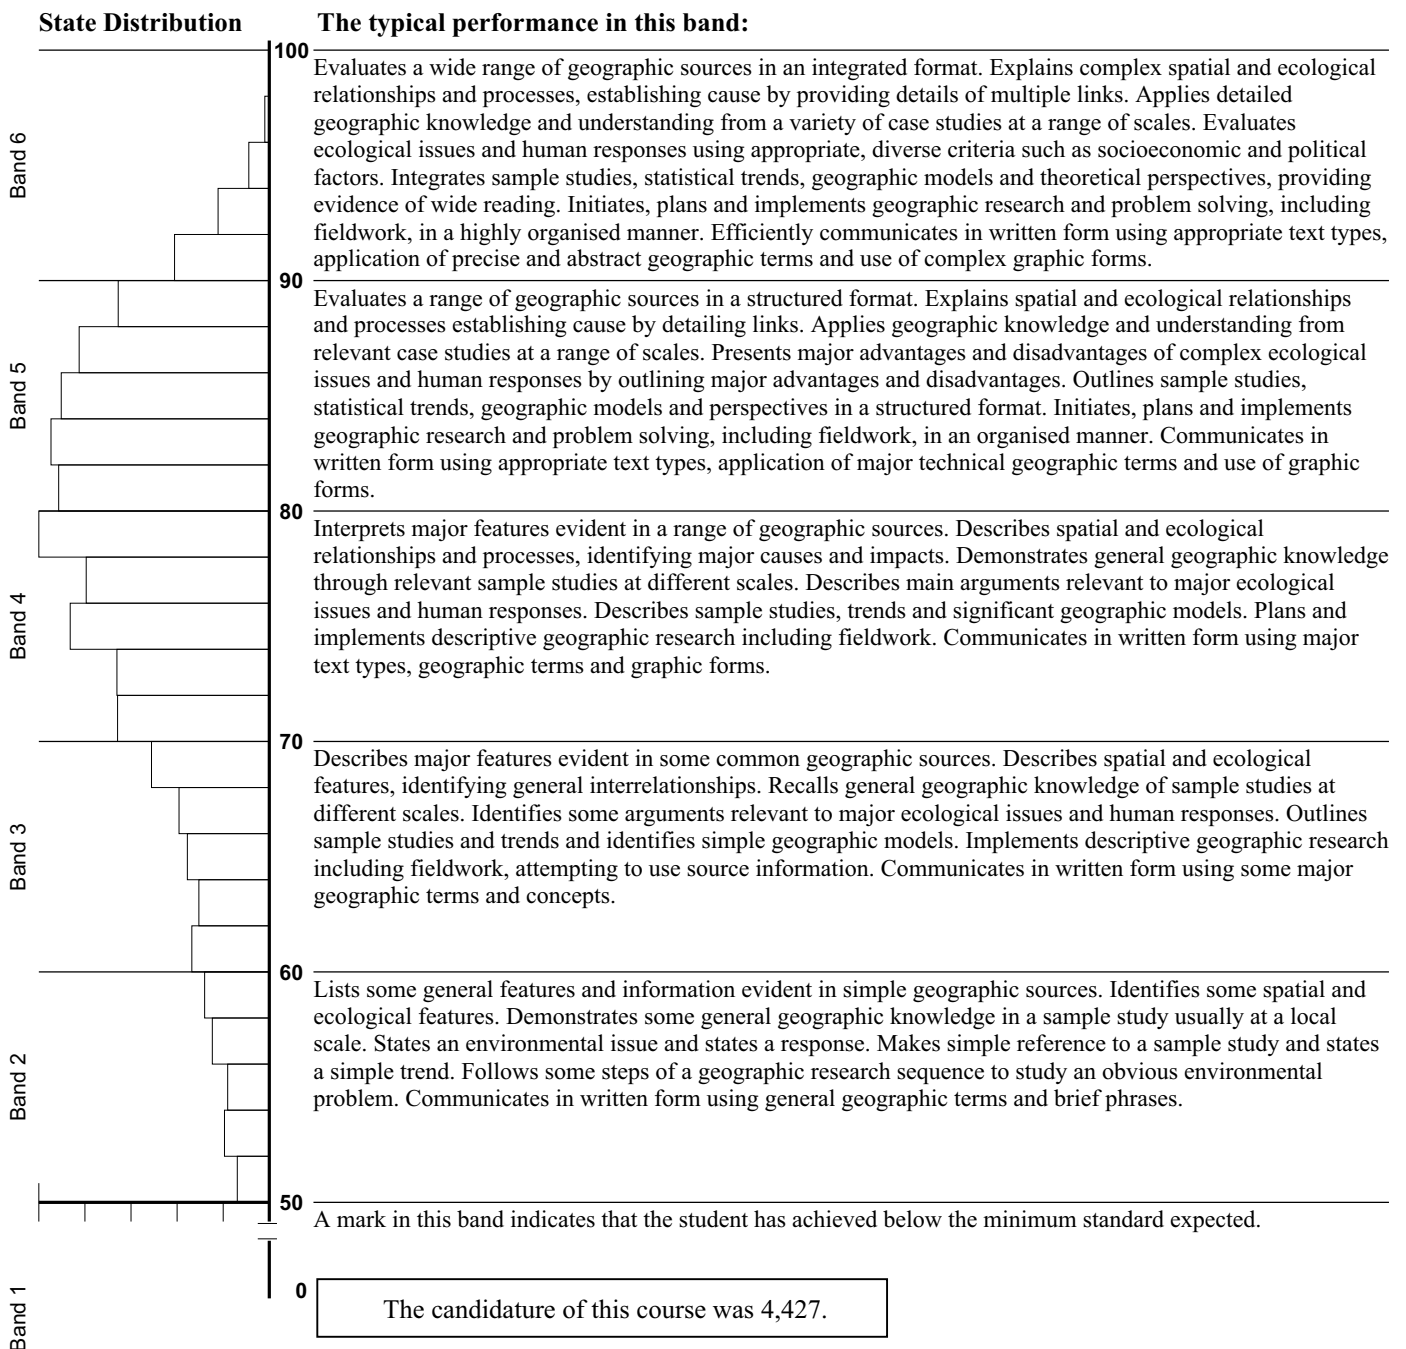 State Distribution
The typical performance in this band:
100
Band 6
Evaluates a wide range of geographic sources in an integrated format. Explains complex spatial and ecological
relationships and processes, establishing cause by providing details of multiple links. Applies detailed
geographic knowledge and understanding from a variety of case studies at a range of scales. Evaluates
ecological issues and human responses using appropriate, diverse criteria such as socioeconomic and political
factors. Integrates sample studies, statistical trends, geographic models and theoretical perspectives, providing
evidence of wide reading. Initiates, plans and implements geographic research and problem solving, including
fieldwork, in a highly organised manner. Efficiently communicates in written form using appropriate text types,
application of precise and abstract geographic terms and use of complex graphic forms.
90
Band 5
Evaluates a range of geographic sources in a structured format. Explains spatial and ecological relationships
and processes establishing cause by detailing links. Applies geographic knowledge and understanding from
relevant case studies at a range of scales. Presents major advantages and disadvantages of complex ecological
issues and human responses by outlining major advantages and disadvantages. Outlines sample studies,
statistical trends, geographic models and perspectives in a structured format. Initiates, plans and implements
geographic research and problem solving, including fieldwork, in an organised manner. Communicates in
written form using appropriate text types, application of major technical geographic terms and use of graphic
forms.
80
Band 4
Interprets major features evident in a range of geographic sources. Describes spatial and ecological
relationships and processes, identifying major causes and impacts. Demonstrates general geographic knowledge
through relevant sample studies at different scales. Describes main arguments relevant to major ecological
issues and human responses. Describes sample studies, trends and significant geographic models. Plans and
implements descriptive geographic research including fieldwork. Communicates in written form using major
text types, geographic terms and graphic forms.
70
Band 3
Describes major features evident in some common geographic sources. Describes spatial and ecological
features, identifying general interrelationships. Recalls general geographic knowledge of sample studies at
different scales. Identifies some arguments relevant to major ecological issues and human responses. Outlines
sample studies and trends and identifies simple geographic models. Implements descriptive geographic research
including fieldwork, attempting to use source information. Communicates in written form using some major
geographic terms and concepts.
60
Band 2
Lists some general features and information evident in simple geographic sources. Identifies some spatial and
ecological features. Demonstrates some general geographic knowledge in a sample study usually at a local
scale. States an environmental issue and states a response. Makes simple reference to a sample study and states
a simple trend. Follows some steps of a geographic research sequence to study an obvious environmental
problem. Communicates in written form using general geographic terms and brief phrases.
50
A mark in this band indicates that the student has achieved below the minimum standard expected.
0
Band 1
The candidature of this course was 4,427.